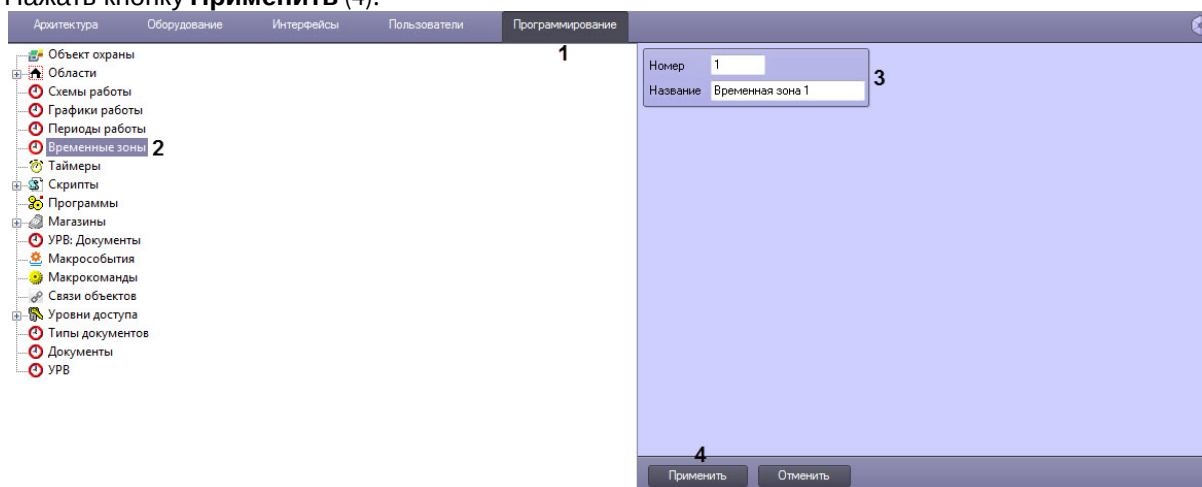 Нажать кнопку Применить (4).
Архитектура Оборудование Интерфейсы Пользователи Программирование
1
Объект охраны
Области
Схемы работы
Графики работы
Периоды работы
Временные зоны 2
Таймеры
Скрипты
Программы
Магазины
УРВ: Документы
Макрособытия
Макрокоманды
Связи объектов
Уровни доступа
Типы документов
Документы
УРВ
Номер 1
Название Временная зона 1
3
4
Применить Отменить